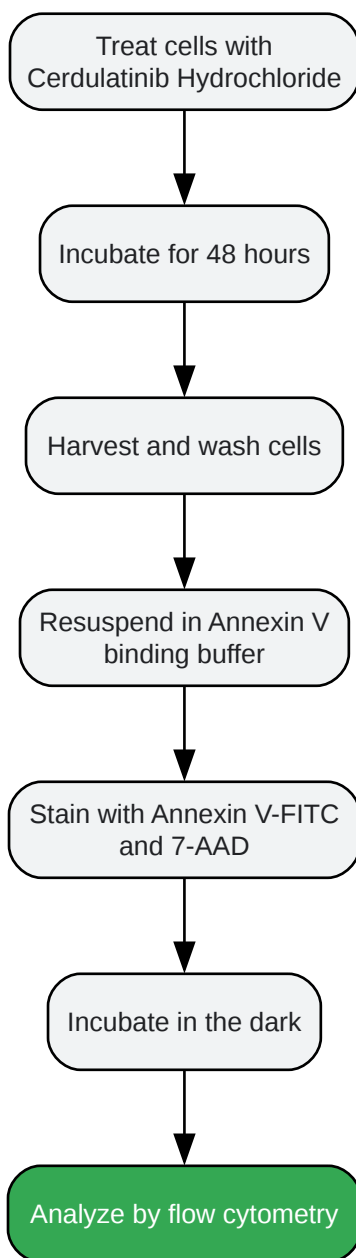 Treat cells with
Cerdulatinib Hydrochloride
Incubate for 48 hours
Harvest and wash cells
Resuspend in Annexin V
binding buffer
Stain with Annexin V-FITC
and 7-AAD
Incubate in the dark
Analyze by flow cytometry